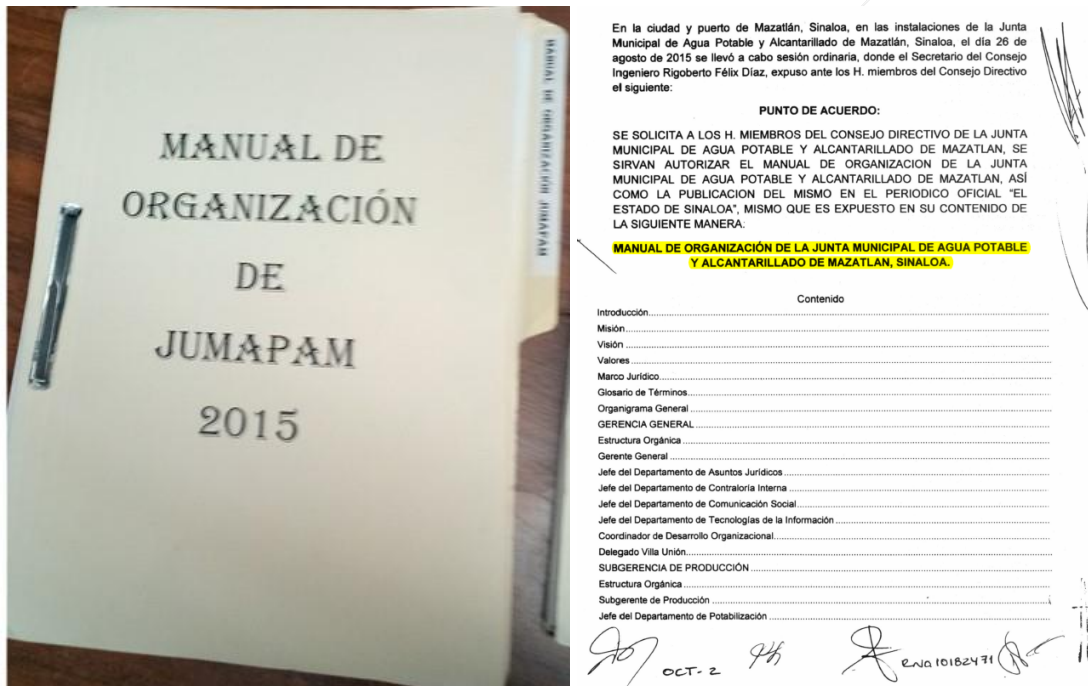 MANUAL DE
ORGANIZACIÓN
DE
JUMAPAM
2015
MANUAL DE ORGANIZACIÓN JUMAPAM
En la ciudad y puerto de Mazatlán, Sinaloa, en las instalaciones de la Junta
Municipal de Agua Potable y Alcantarillado de Mazatlán, Sinaloa, el día 26 de
agosto de 2015 se llevó a cabo sesión ordinaria, donde el Secretario del Consejo
Ingeniero Rigoberto Félix Díaz, expuso ante los H. miembros del Consejo Directivo
el siguiente:
PUNTO DE ACUERDO:
SE SOLICITA A LOS H. MIEMBROS DEL CONSEJO DIRECTIVO DE LA JUNTA
MUNICIPAL DE AGUA POTABLE Y ALCANTARILLADO DE MAZATLAN, SE
SIRVAN AUTORIZAR EL MANUAL DE ORGANIZACION DE LA JUNTA
MUNICIPAL DE AGUA POTABLE Y ALCANTARILLADO DE MAZATLAN, ASÍ
COMO LA PUBLICACION DEL MISMO EN EL PERIODICO OFICIAL "EL
ESTADO DE SINALOA", MISMO QUE ES EXPUESTO EN SU CONTENIDO DE
LA SIGUIENTE MANERA:
MANUAL DE ORGANIZACIÓN DE LA JUNTA MUNICIPAL DE AGUA POTABLE
Y ALCANTARILLADO DE MAZATLAN, SINALOA.
Contenido
Introducción
Misión
Visión
Valores
Marco Jurídico
Glosario de Términos
Organigrama General
GERENCIA GENERAL
Estructura Orgánica
Gerente General
Jefe del Departamento de Asuntos Jurídicos
Jefe del Departamento de Contraloría Interna
Jefe del Departamento de Comunicación Social
Jefe del Departamento de Tecnologías de la Información
Coordinador de Desarrollo Organizacional
Delegado Villa Unión
SUBGERENCIA DE PRODUCCIÓN
Estructura Orgánica
Subgerente de Producción
Jefe del Departamento de Potabilización
OCT-2
RNO 10182471